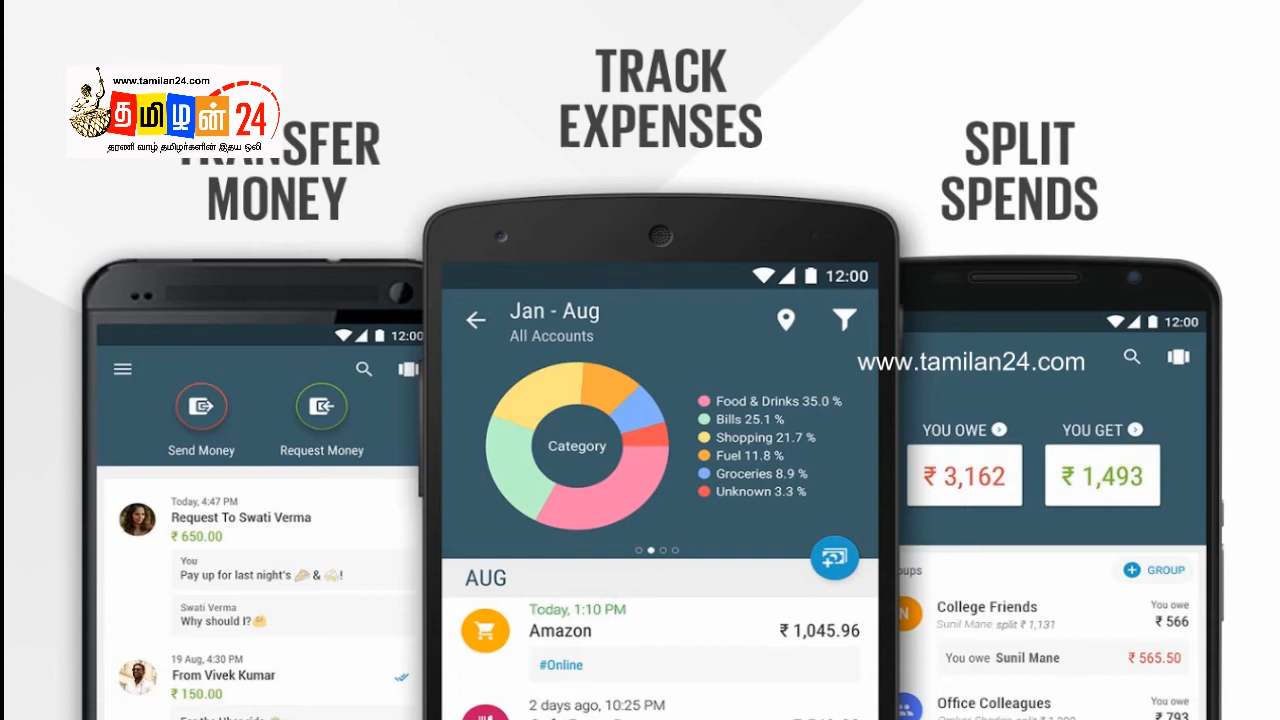 www.tamilan24.com
தமிழன் 24
தரணி வாழ் தமிழர்களின் இதய ஒலி
TRANSFER
MONEY
TRACK
EXPENSES
SPLIT
SPENDS
12:00
Send Money
Request Money
Today, 4:47 PM
Request To Swati Verma
₹ 650.00
You
Pay up for last night's 🍕 & 🍻!
Swati Verma
Why should I?🤔
19 Aug, 4:30 PM
From Vivek Kumar
₹ 150.00
12:00
Jan - Aug
All Accounts
Category
Food & Drinks 35.0 %
Bills 25.1 %
Shopping 21.7 %
Fuel 11.8 %
Groceries 8.9 %
Unknown 3.3 %
AUG
Today, 1:10 PM
Amazon
₹ 1,045.96
#Online
2 days ago, 10:25 PM
12:00
www.tamilan24.com
YOU OWE
YOU GET
₹ 3,162
₹ 1,493
GROUP
College Friends
Sunil Mane split ₹ 1,131
You owe
₹ 566
You owe Sunil Mane
₹ 565.50
Office Colleagues
You owe
₹ 793